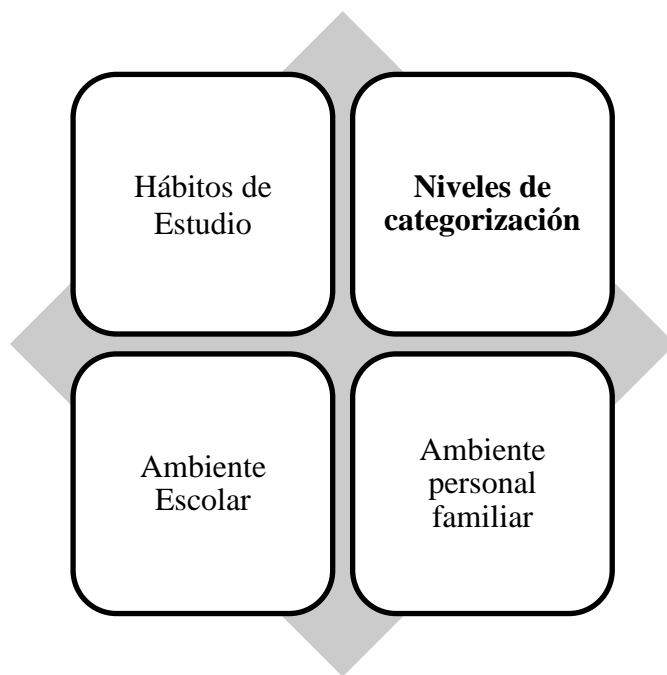 Hábitos de
Estudio
Niveles de
categorización
Ambiente
Escolar
Ambiente
personal
familiar